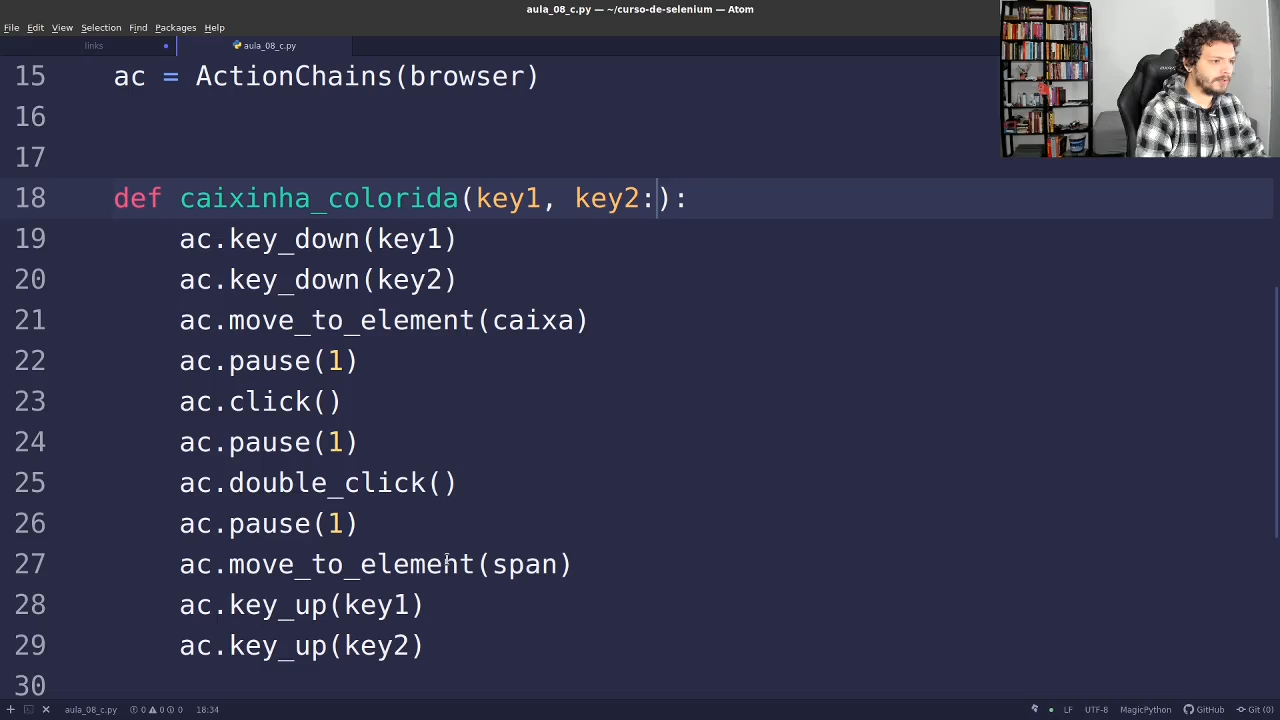 aula_08_c.py — ~/curso-de-selenium — Atom
File Edit View Selection Find Packages Help
links aula_08_c.py
15 ac = ActionChains(browser)
16
17
18 def caixinha_colorida(key1, key2:):
19 ac.key_down(key1)
20 ac.key_down(key2)
21 ac.move_to_element(caixa)
22 ac.pause(1)
23 ac.click()
24 ac.pause(1)
25 ac.double_click()
26 ac.pause(1)
27 ac.move_to_element(span)
28 ac.key_up(key1)
29 ac.key_up(key2)
30
aula_08_c.py 0 0 0 18:34 LF UTF-8 MagicPython GitHub Git (0)